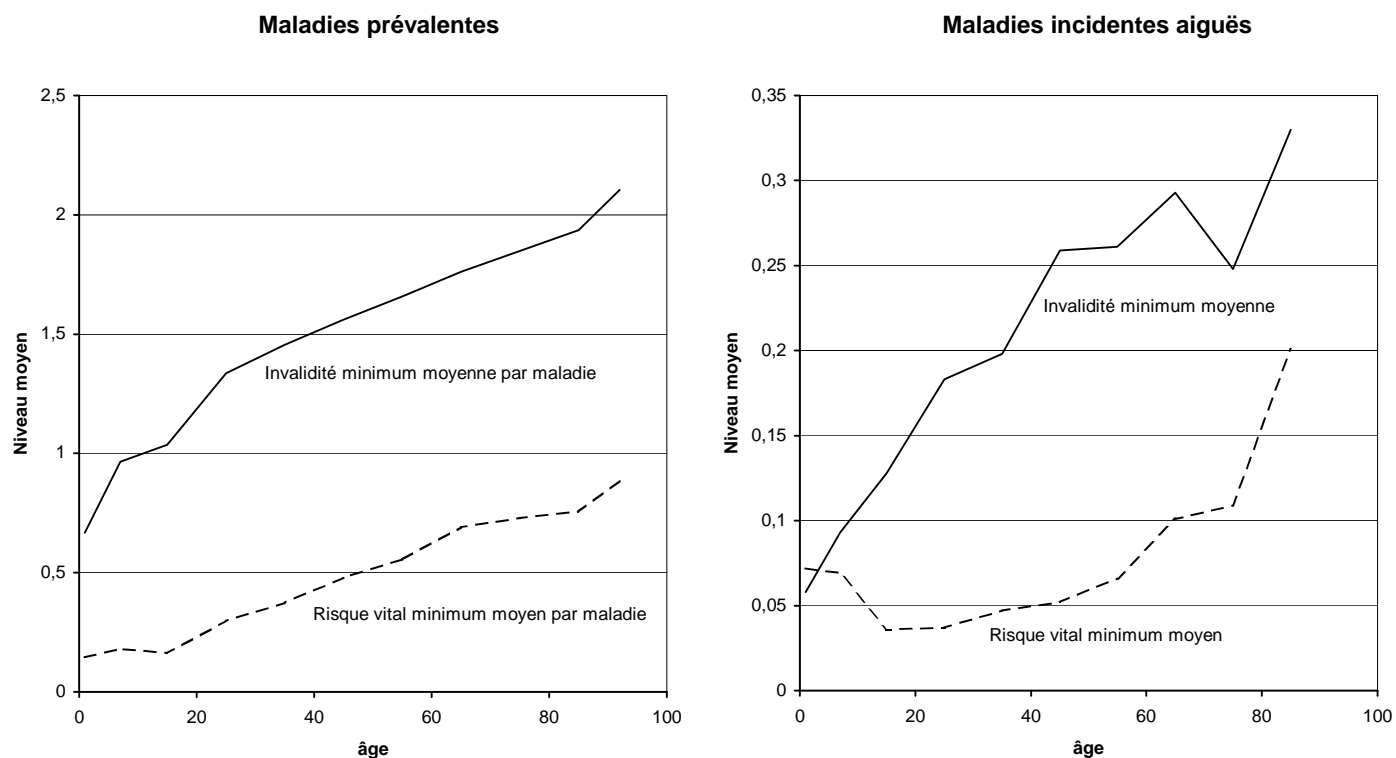 Maladies prévalentes
2,5
2
1,5
1
0,5
0
0
20
40
60
80
100
âge
Niveau moyen
Invalidité minimum moyenne par maladie
Risque vital minimum moyen par maladie
Maladies incidentes aiguës
0,35
0,3
0,25
0,2
0,15
0,1
0,05
0
0
20
40
60
80
100
âge
Niveau moyen
Invalidité minimum moyenne
Risque vital minimum moyen